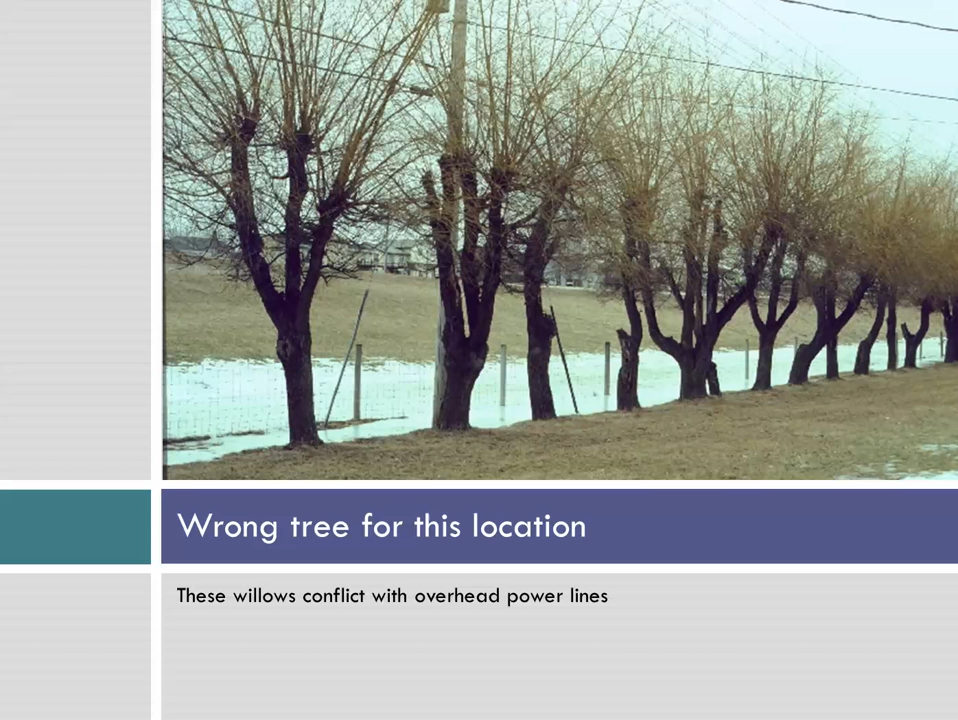 Wrong tree for this location
These willows conflict with overhead power lines